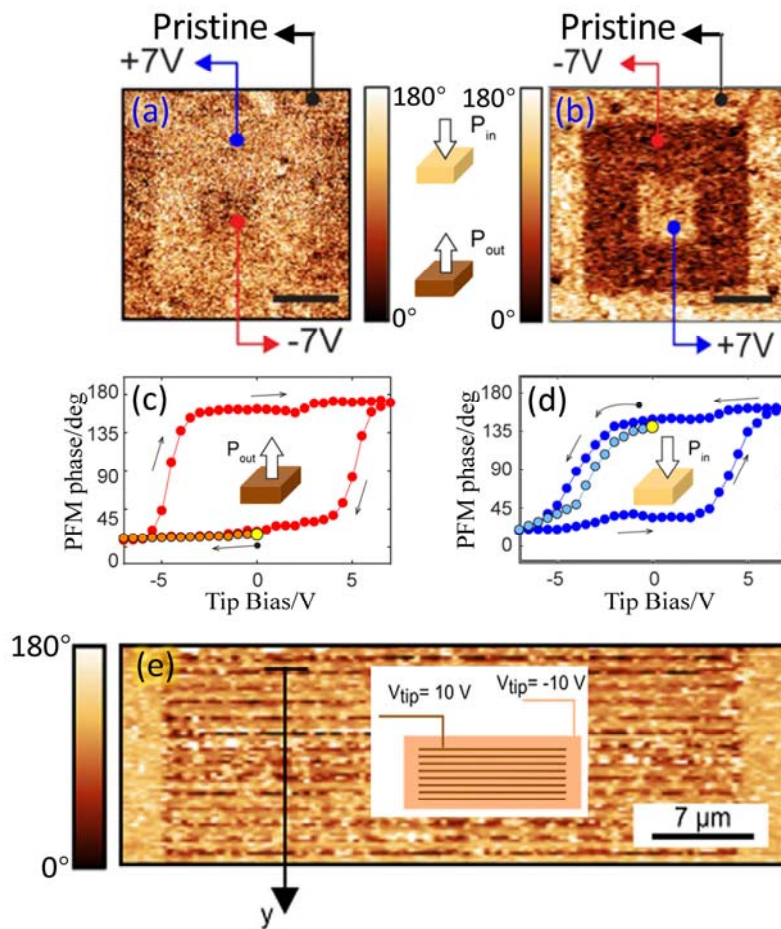 Pristine
+7V
(a)
-7V
180°
P_in
P_out
0°
180°
0°
Pristine
-7V
(b)
+7V
(c)
PFM phase/deg
180
135
90
45
0
P_out
-5
0
5
Tip Bias/V
(d)
PFM phase/deg
180
135
90
45
0
P_in
-5
0
5
Tip Bias/V
180°
0°
(e)
V_tip= 10 V
V_tip= -10 V
7 μm
y